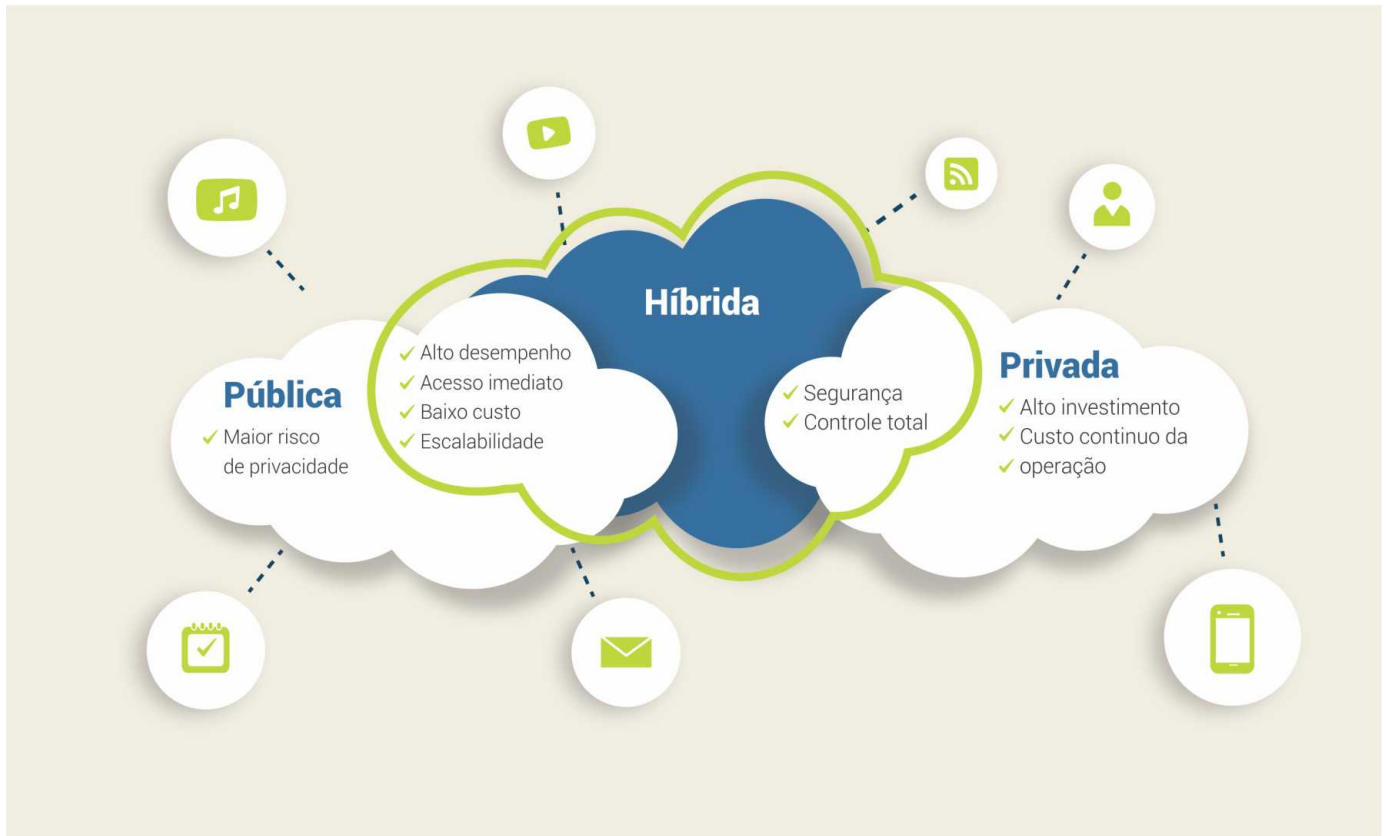 Híbrida
Pública
Maior risco
de privacidade
Alto desempenho
Acesso imediato
Baixo custo
Escalabilidade
Segurança
Controle total
Privada
Alto investimento
Custo continuo da
operação